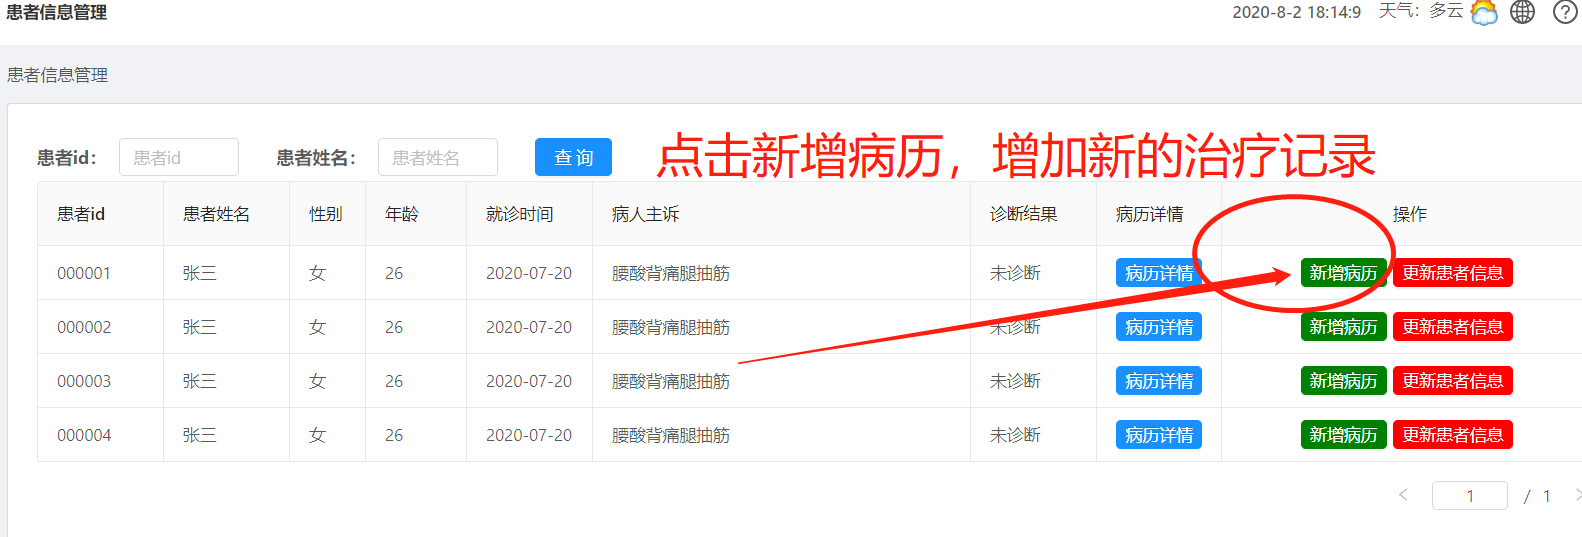 患者信息管理 2020-8-2 18:14:9 天气：多云
患者信息管理
患者id： 患者id 患者姓名： 患者姓名 查 询 点击新增病历，增加新的治疗记录
患者id 患者姓名 性别 年龄 就诊时间 病人主诉 诊断结果 病历详情 操作
000001 张三 女 26 2020-07-20 腰酸背痛腿抽筋 未诊断 病历详情 新增病历 更新患者信息
000002 张三 女 26 2020-07-20 腰酸背痛腿抽筋 未诊断 病历详情 新增病历 更新患者信息
000003 张三 女 26 2020-07-20 腰酸背痛腿抽筋 未诊断 病历详情 新增病历 更新患者信息
000004 张三 女 26 2020-07-20 腰酸背痛腿抽筋 未诊断 病历详情 新增病历 更新患者信息
< 1 / 1 >